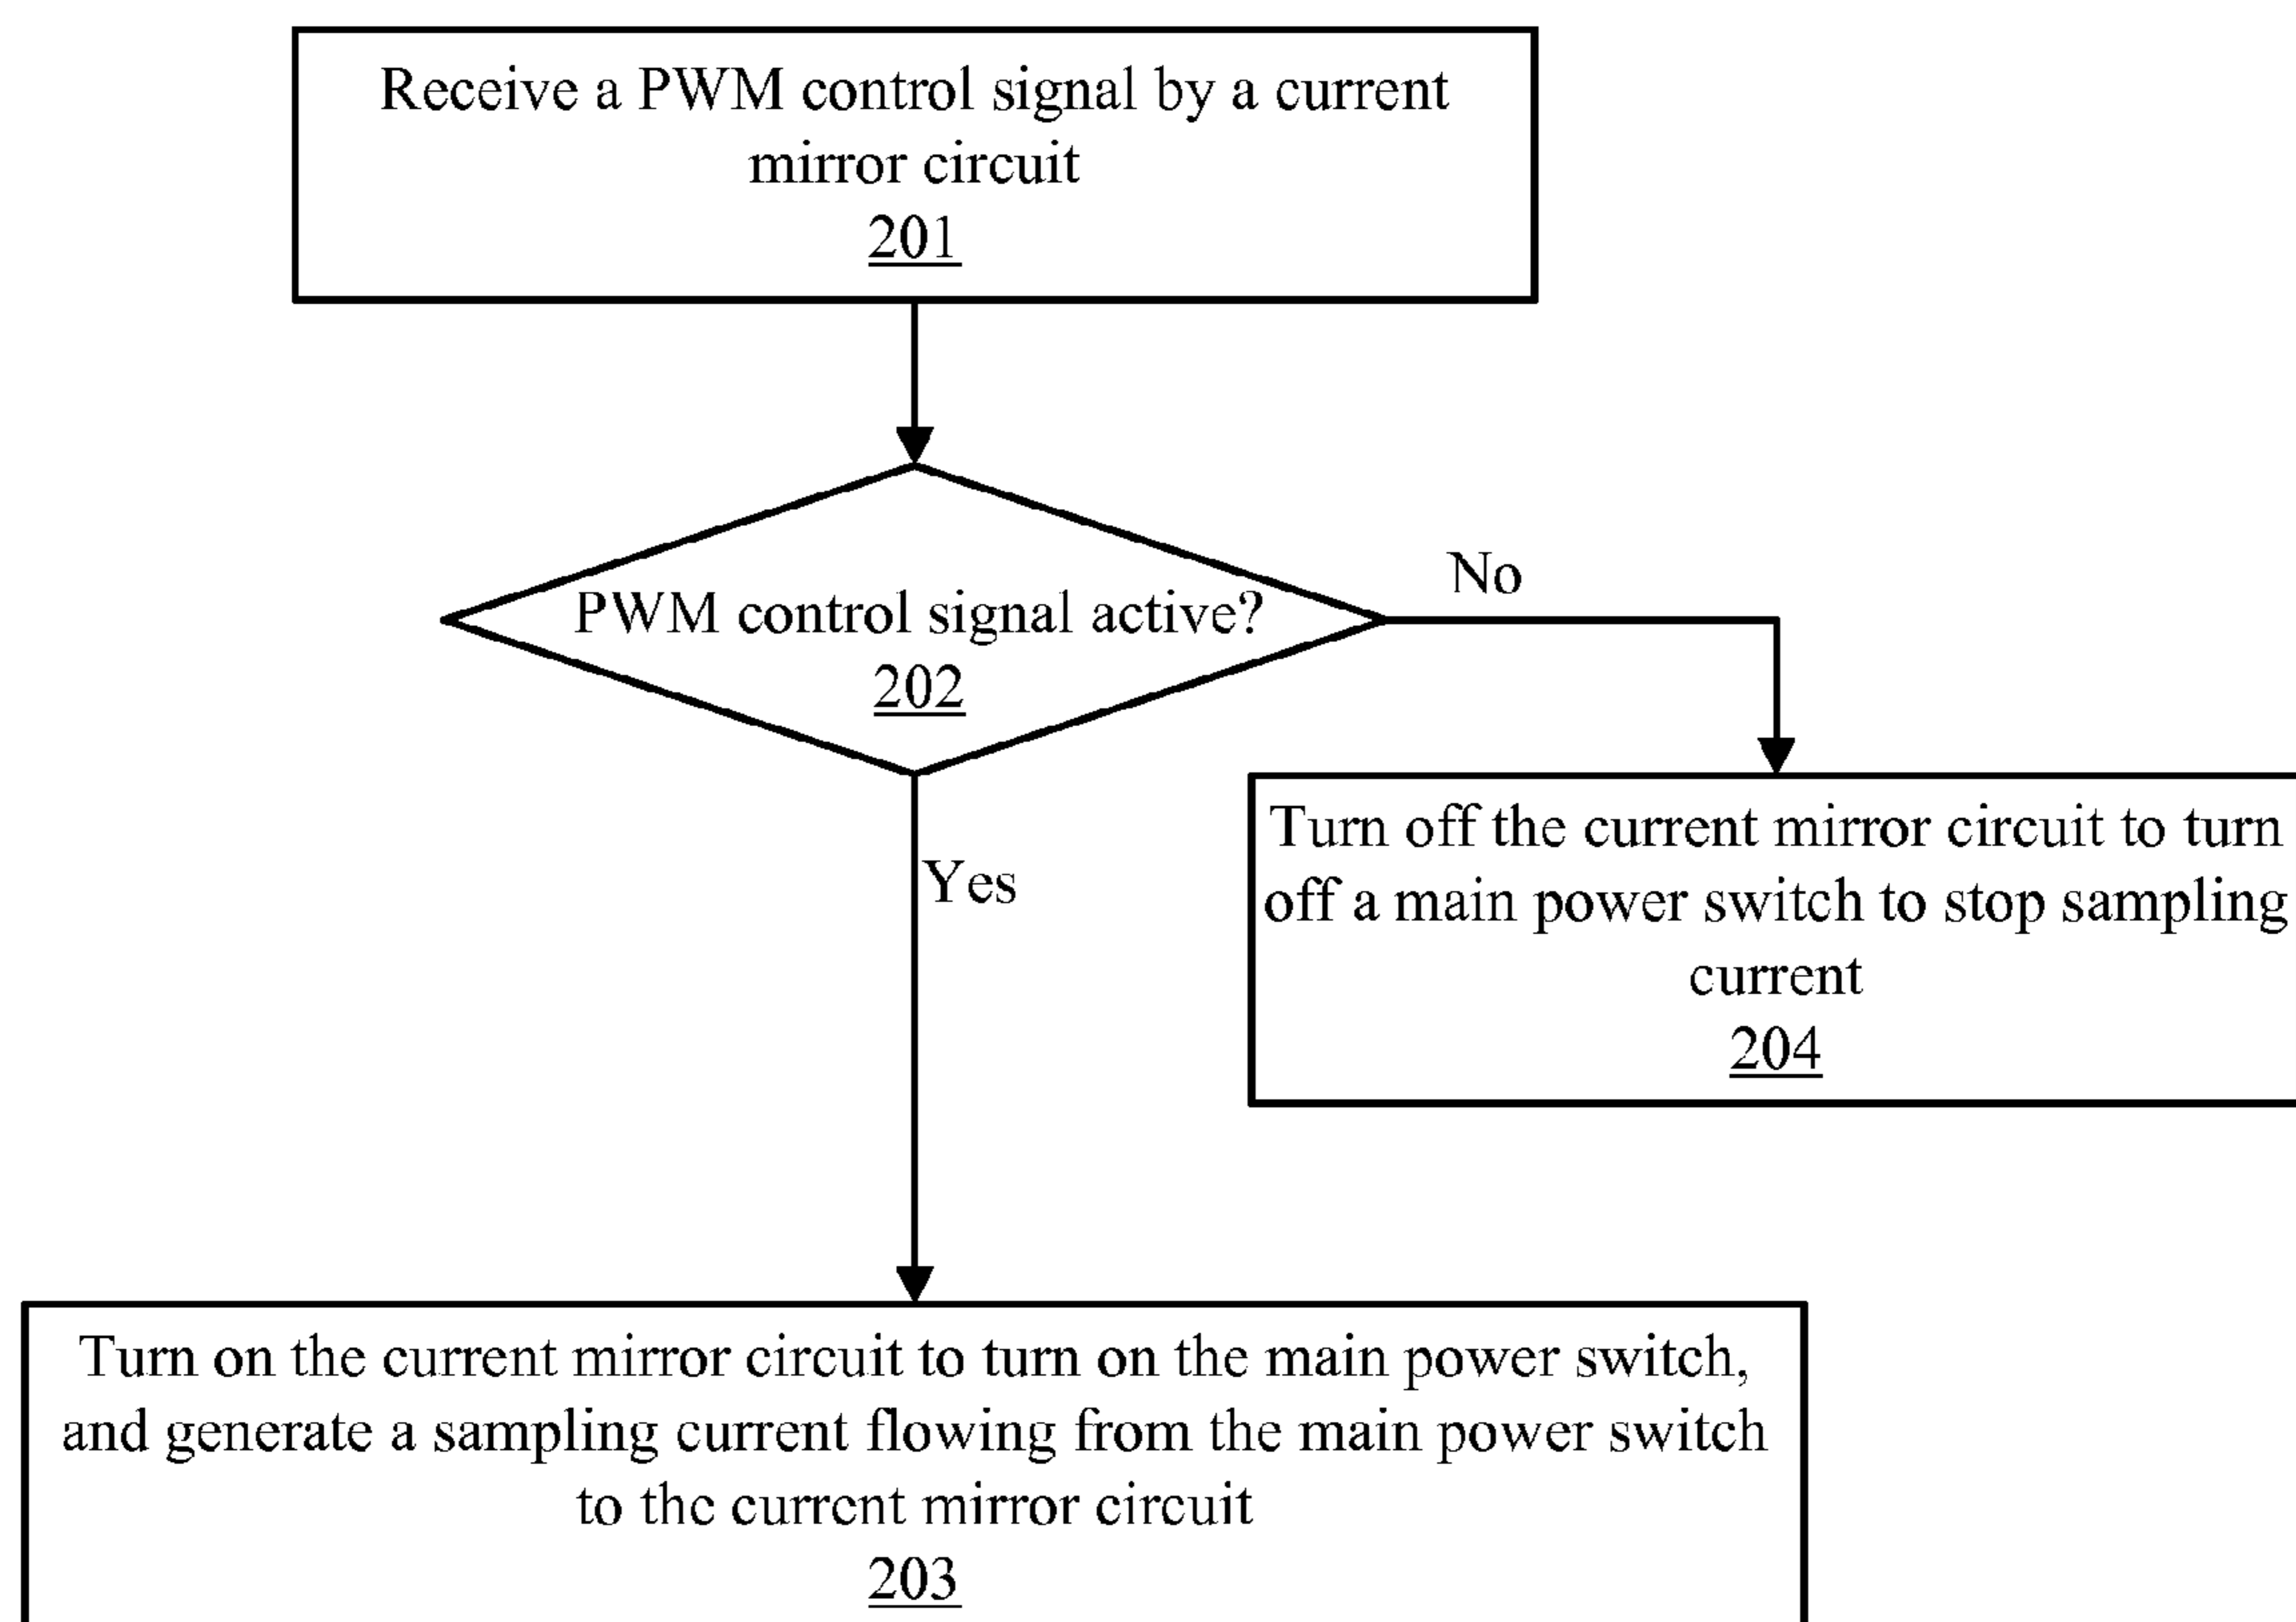 Receive a PWM control signal by a current
mirror circuit
201
PWM control signal active?
202
No
Yes
Turn off the current mirror circuit to turn
off a main power switch to stop sampling
current
204
Turn on the current mirror circuit to turn on the main power switch,
and generate a sampling current flowing from the main power switch
to the current mirror circuit
203